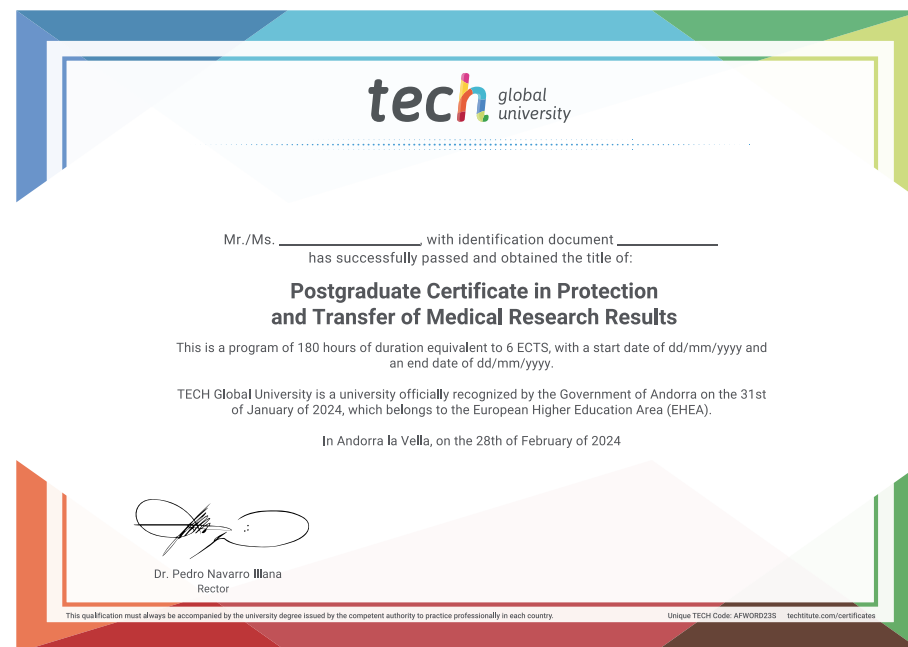 tech global
university
Mr./Ms. ____________, with identification document ____________
has successfully passed and obtained the title of:
Postgraduate Certificate in Protection
and Transfer of Medical Research Results
This is a program of 180 hours of duration equivalent to 6 ECTS, with a start date of dd/mm/yyyy and
an end date of dd/mm/yyyy.
TECH Global University is a university officially recognized by the Government of Andorra on the 31st
of January of 2024, which belongs to the European Higher Education Area (EHEA).
In Andorra la Vella, on the 28th of February of 2024
Dr. Pedro Navarro Illana
Rector
This qualification must always be accompanied by the university degree issued by the competent authority to practice professionally in each country.
Unique TECH Code: AFWORD23S techtitute.com/certificates